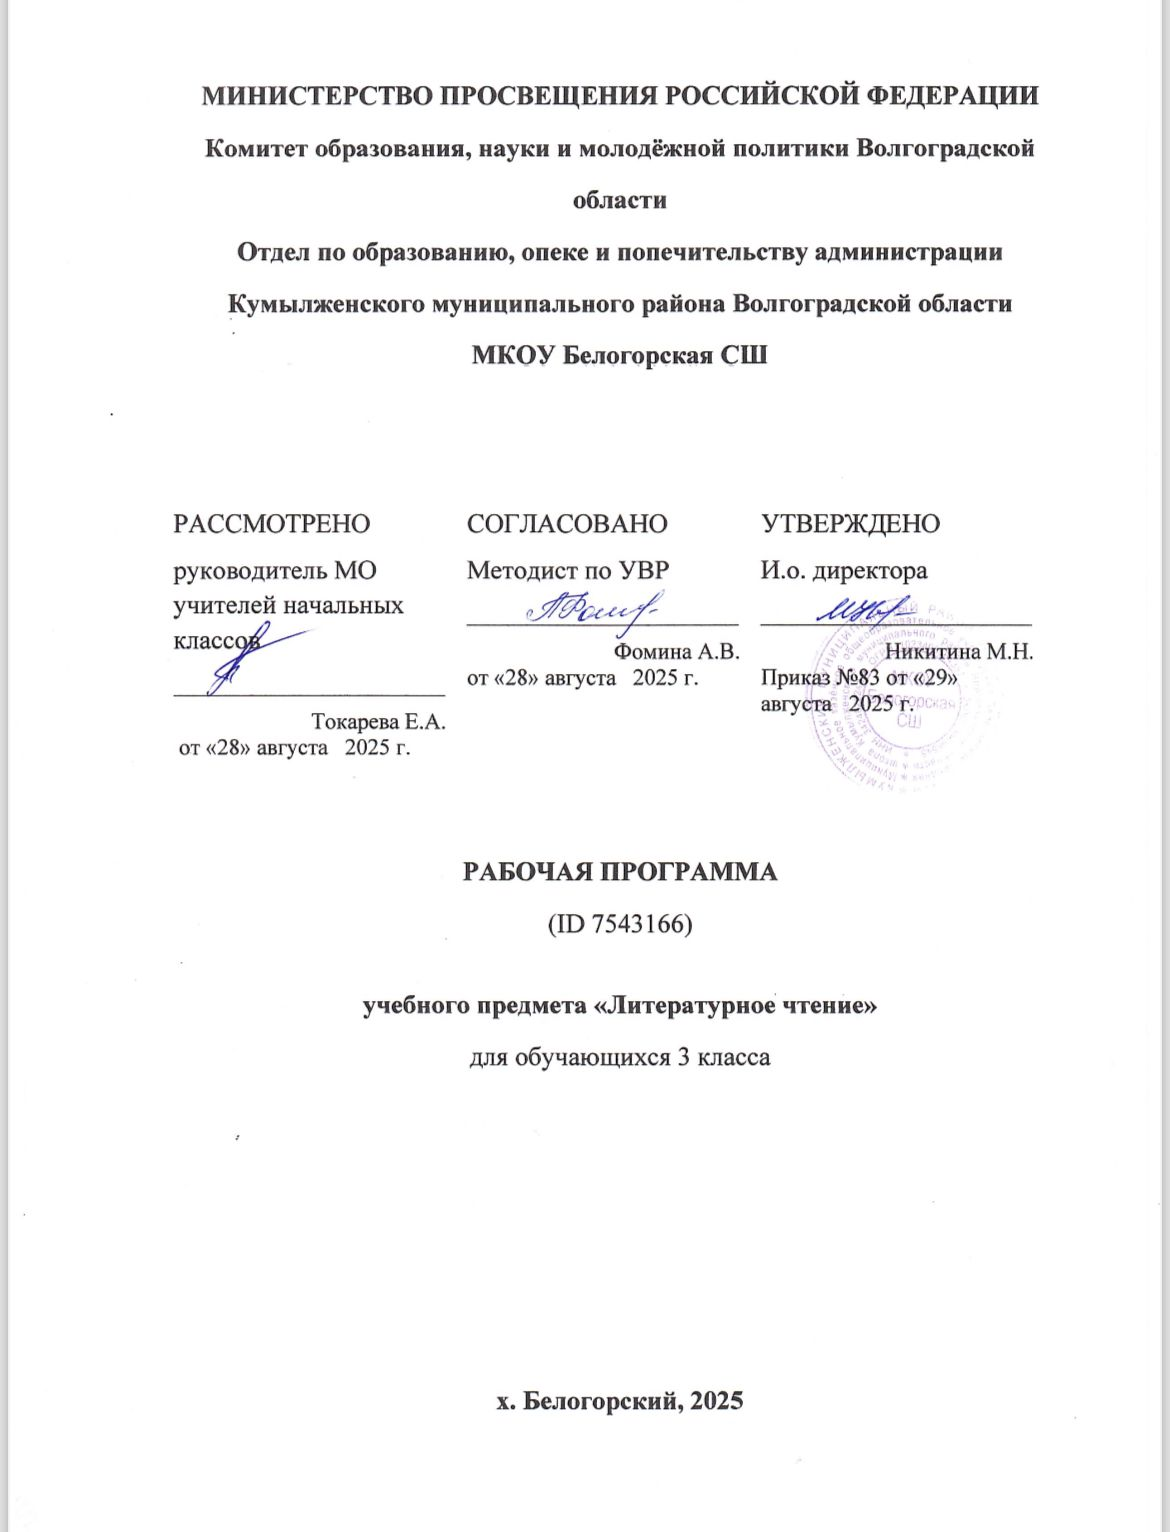 МИНИСТЕРСТВО ПРОСВЕЩЕНИЯ РОССИЙСКОЙ ФЕДЕРАЦИИ
Комитет образования, науки и молодёжной политики Волгоградской
области
Отдел по образованию, опеке и попечительству администрации
Кумылженского муниципального района Волгоградской области
МКОУ Белогорская СШ
РАССМОТРЕНО
руководитель МО
учителей начальных
классов
Токарева Е.А.
от «28» августа 2025 г.
СОГЛАСОВАНО
Методист по УВР
Фомина А.В.
от «28» августа 2025 г.
УТВЕРЖДЕНО
И.о. директора
Никитина М.Н.
Приказ №83 от «29»
августа 2025 г.
Белогорская
СШ
РАБОЧАЯ ПРОГРАММА
(ID 7543166)
учебного предмета «Литературное чтение»
для обучающихся 3 класса
х. Белогорский, 2025